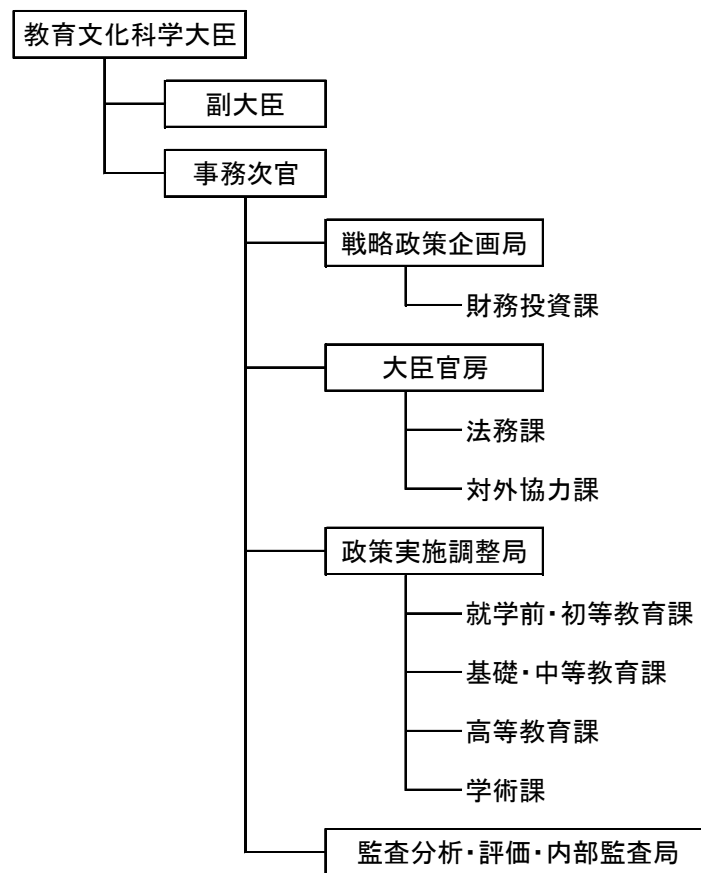 教育文化科学大臣
副大臣
事務次官
戦略政策企画局
財務投資課
大臣官房
法務課
対外協力課
政策実施調整局
就学前・初等教育課
基礎・中等教育課
高等教育課
学術課
監査分析・評価・内部監査局